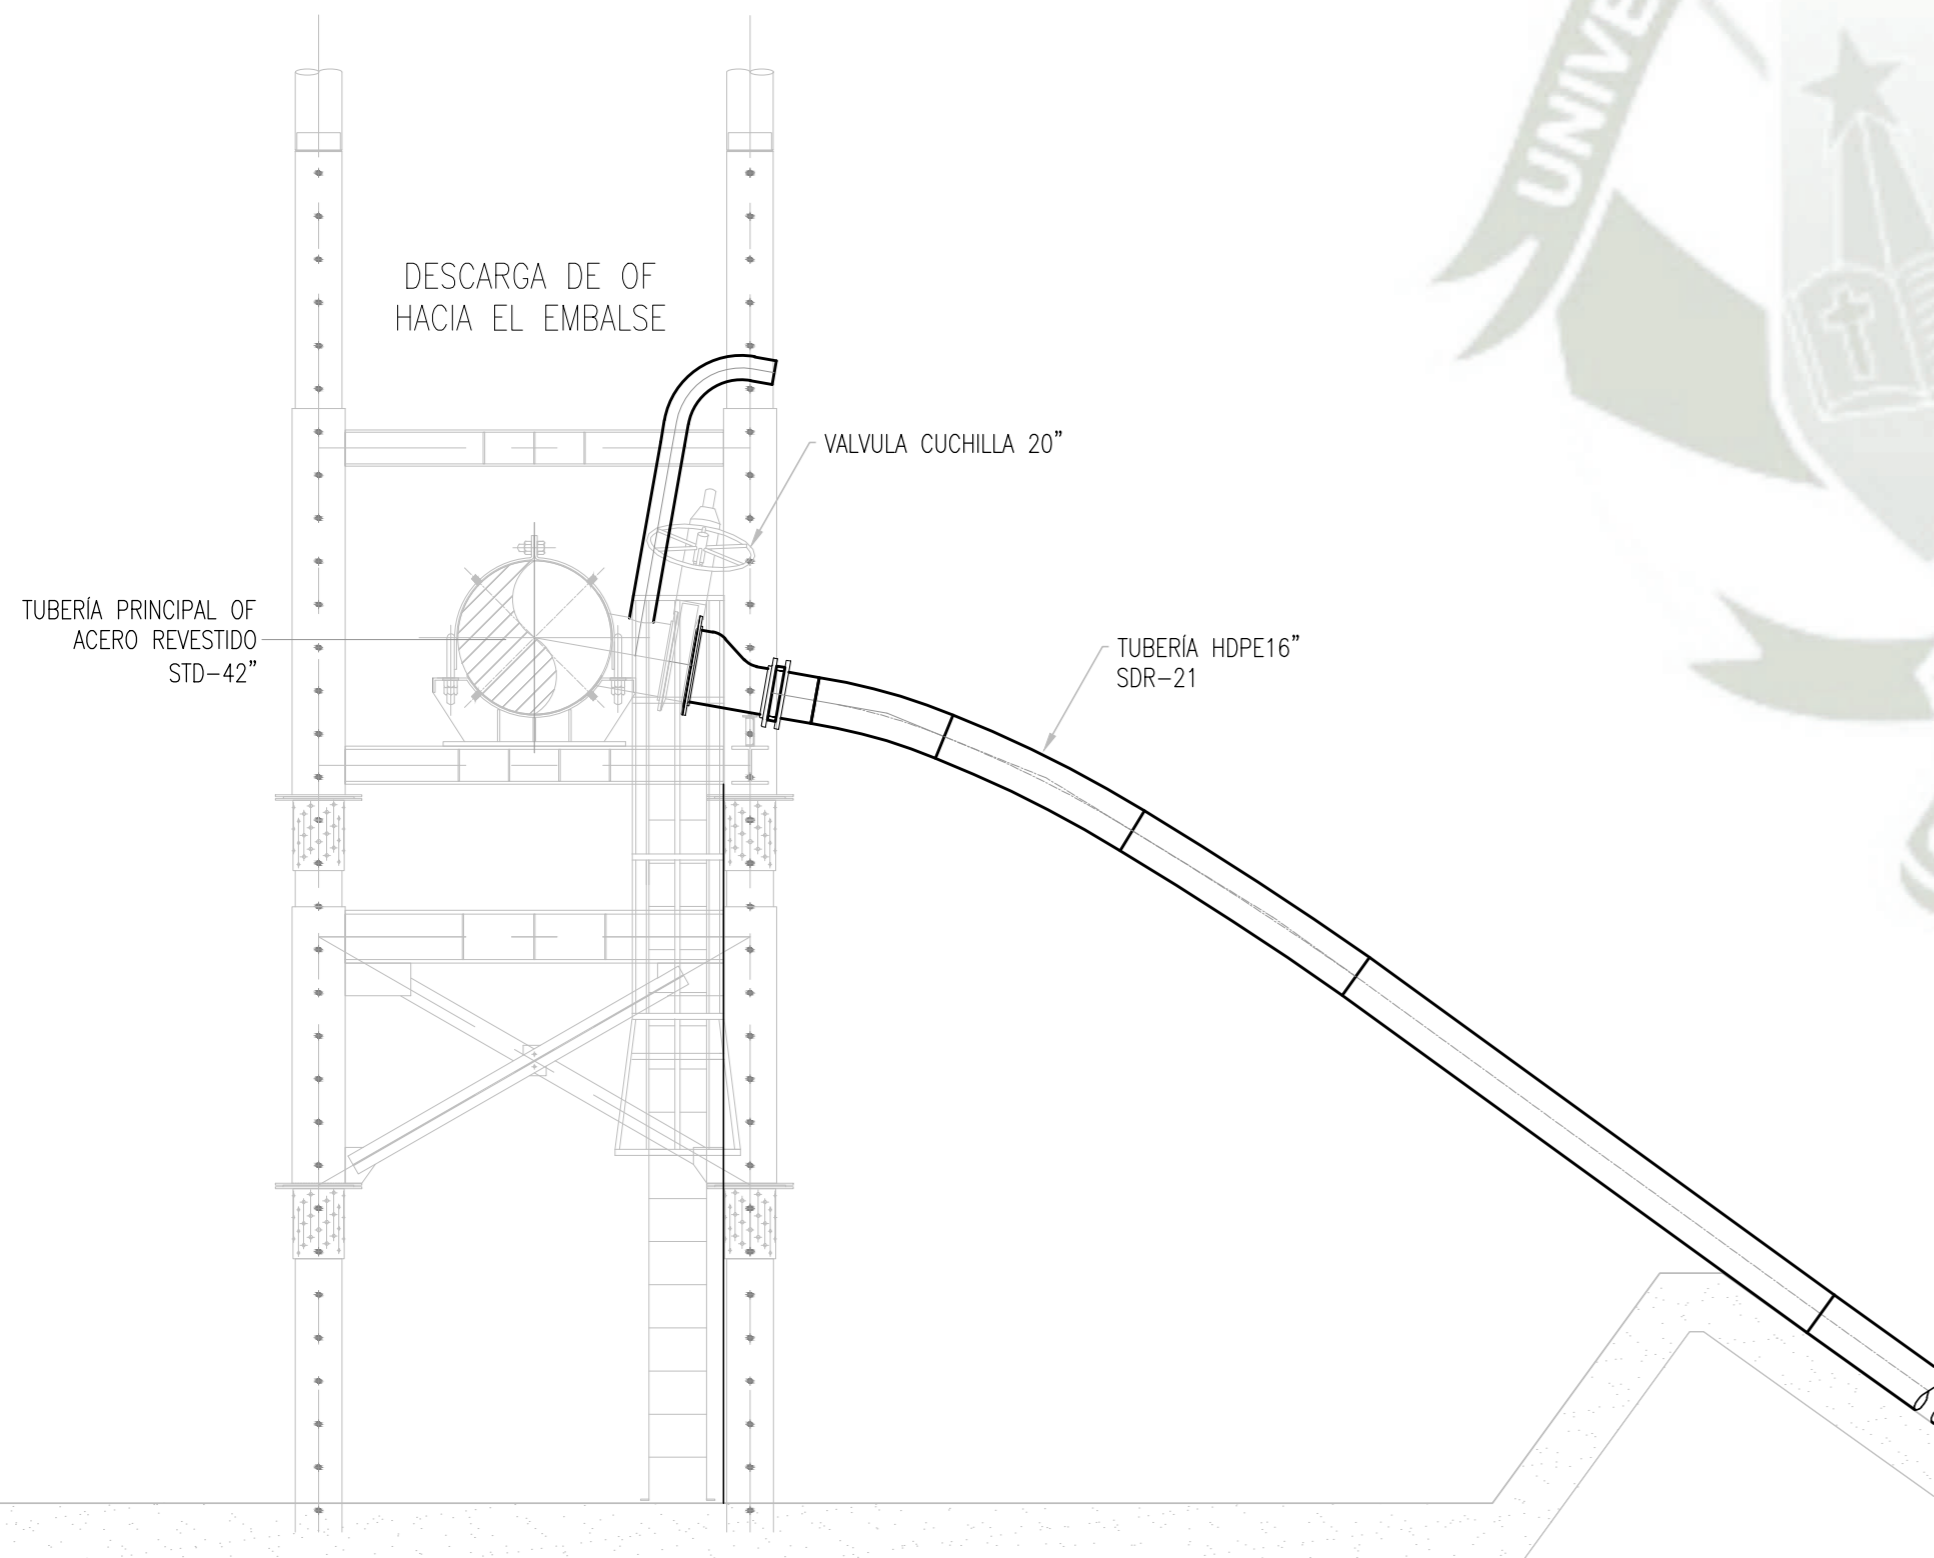 UNIVE
DESCARGA DE OF
HACIA EL EMBALSE
VALVULA CUCHILLA 20"
TUBERÍA PRINCIPAL OF
ACERO REVESTIDO
STD-42"
TUBERÍA HDPE16"
SDR-21